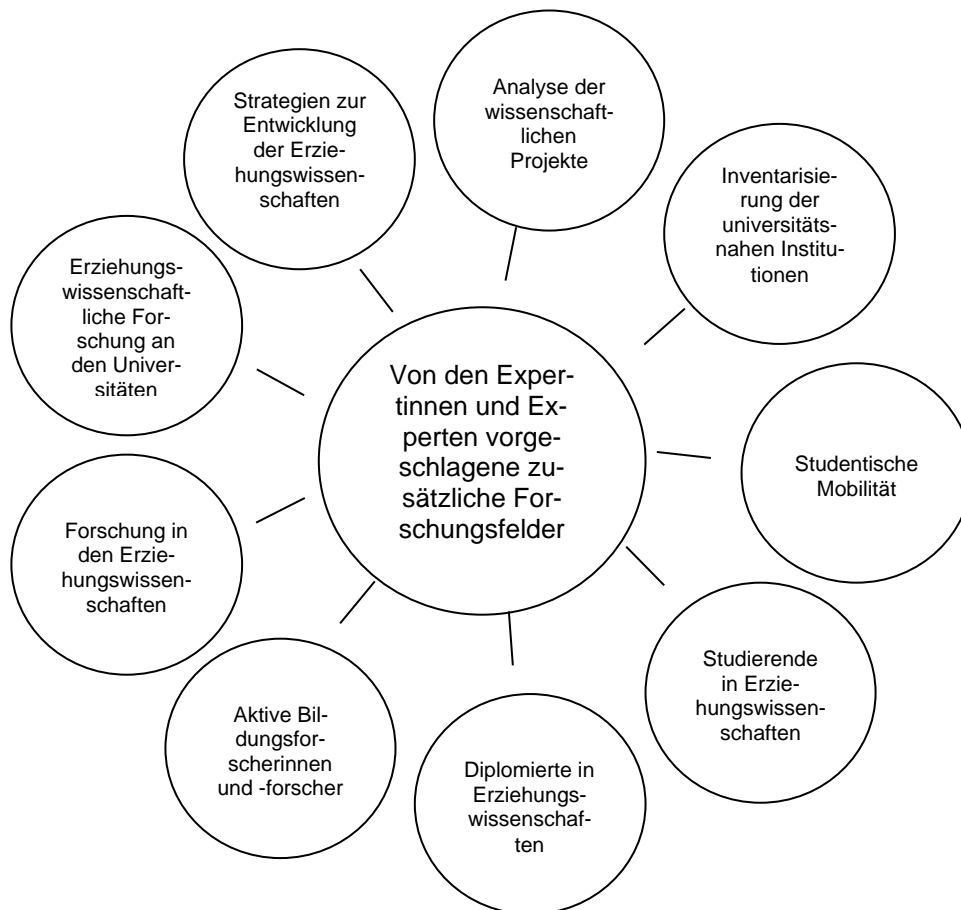 Strategien zur
Entwicklung
der Erzie-
hungswissen-
schaften
Analyse der
wissenschaft-
lichen
Projekte
Inventarisie-
rung der
universitäts-
nahen Institu-
tionen
Erziehungs-
wissenschaft-
liche For-
schung an
den Univer-
sitäten
Von den Exper-
tinnen und Ex-
perten vorge-
schlagene zu-
sätzliche For-
schungsfelder
Studentische
Mobilität
Forschung in
den Erzie-
hungswissen-
schaften
Studierende
in Erzie-
hungswissen-
schaften
Aktive Bil-
dungsfor-
scherinnen
und -forscher
Diplomierte in
Erziehungs-
wissenschaf-
ten